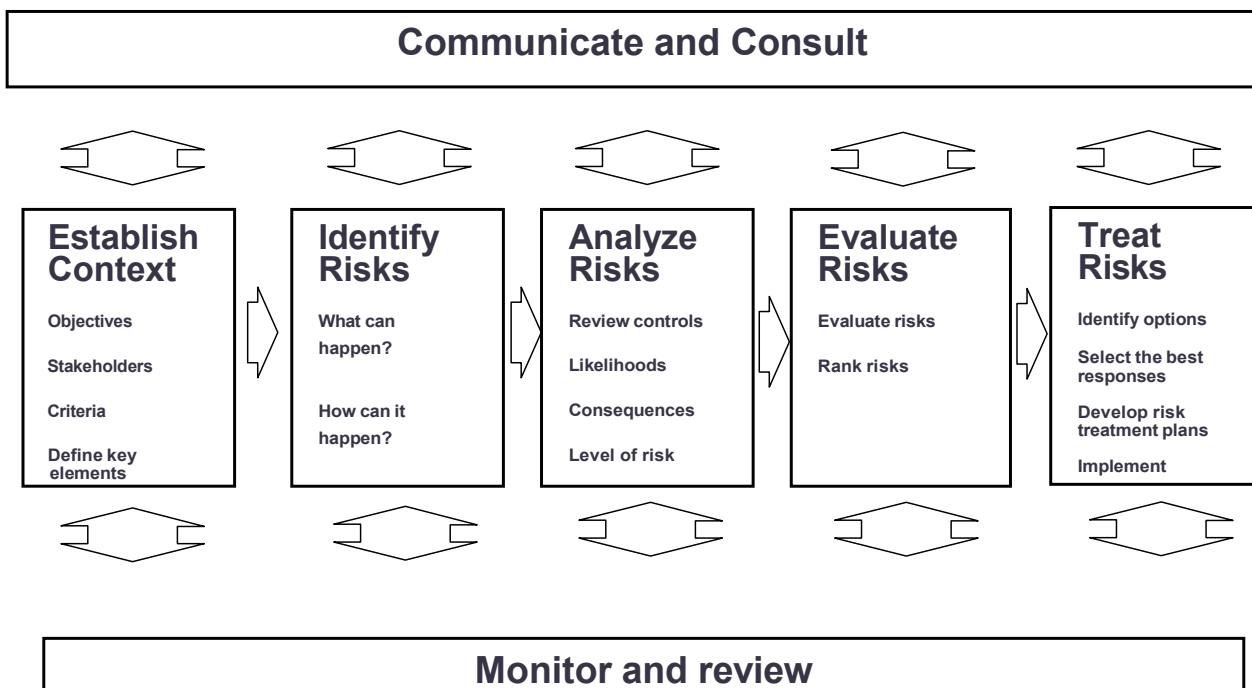 Communicate and Consult
Establish
Context
Objectives
Stakeholders
Criteria
Define key
elements
Identify
Risks
What can
happen?
How can it
happen?
Analyze
Risks
Review controls
Likelihoods
Consequences
Level of risk
Evaluate
Risks
Evaluate risks
Rank risks
Treat
Risks
Identify options
Select the best
responses
Develop risk
treatment plans
Implement
Monitor and review